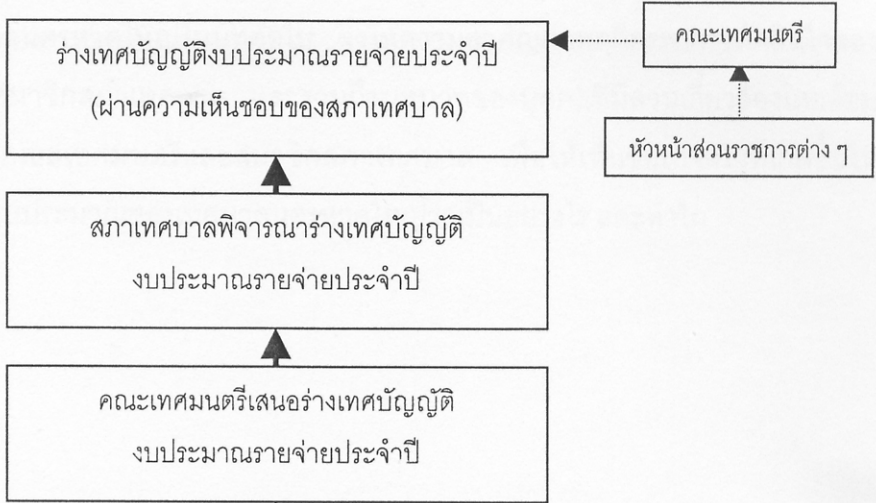 ร่างเทศบัญญัติงบประมาณรายจ่ายประจำปี
(ผ่านความเห็นชอบของสภาเทศบาล)
คณะเทศมนตรี
หัวหน้าส่วนราชการต่าง ๆ
สภาเทศบาลพิจารณาร่างเทศบัญญัติ
งบประมาณรายจ่ายประจำปี
คณะเทศมนตรีเสนอร่างเทศบัญญัติ
งบประมาณรายจ่ายประจำปี